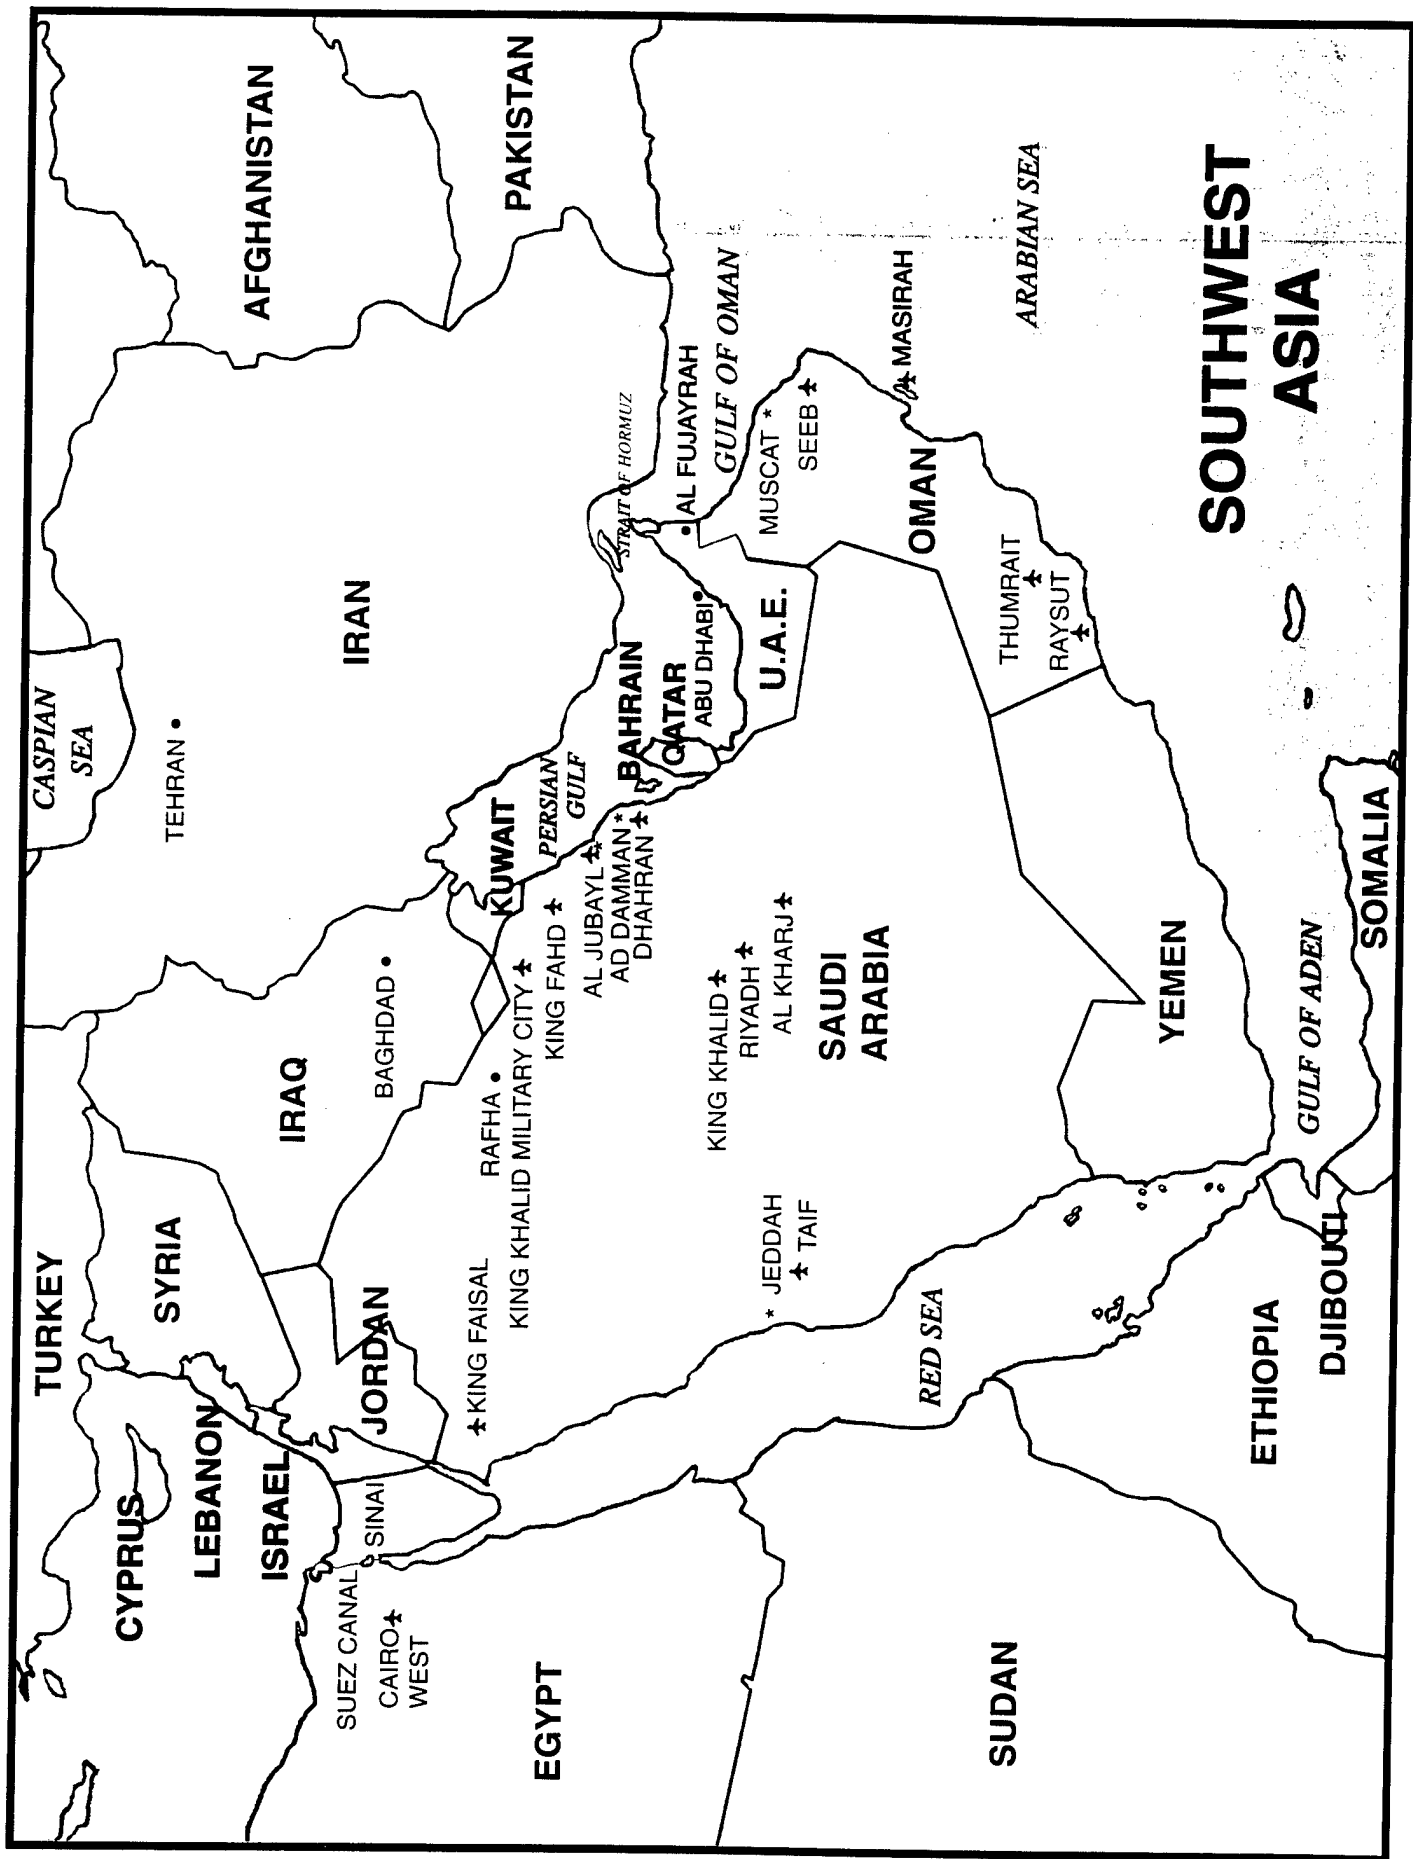 TURKEY
CASPIAN
SEA
AFGHANISTAN
CYPRUS
SYRIA
TEHRAN
LEBANON
ISRAEL
IRAQ
IRAN
SUEZ CANAL
SINAI
JORDAN
BAGHDAD
CAIRO
WEST
KING FAISAL
RAFHA
KUWAIT
PAKISTAN
KING KHALID MILITARY CITY
EGYPT
KING FAHD
PERSIAN
GULF
AL JUBAYL
AD DAMMAN
DHAHRAN
BAHRAIN
STRAIT OF HORMUZ
QATAR
ABU DHABI
AL FUJAYRAH
GULF OF OMAN
KING KHALID
RIYADH
AL KHARJ
JEDDAH
TAIF
U.A.E.
MUSCAT
SEEB
SAUDI
ARABIA
MASIRAH
OMAN
RED SEA
SUDAN
THUMRAIT
RAYSUT
ARABIAN SEA
YEMEN
SOUTHWEST
ASIA
ETHIOPIA
DJIBOUTI
GULF OF ADEN
SOMALIA